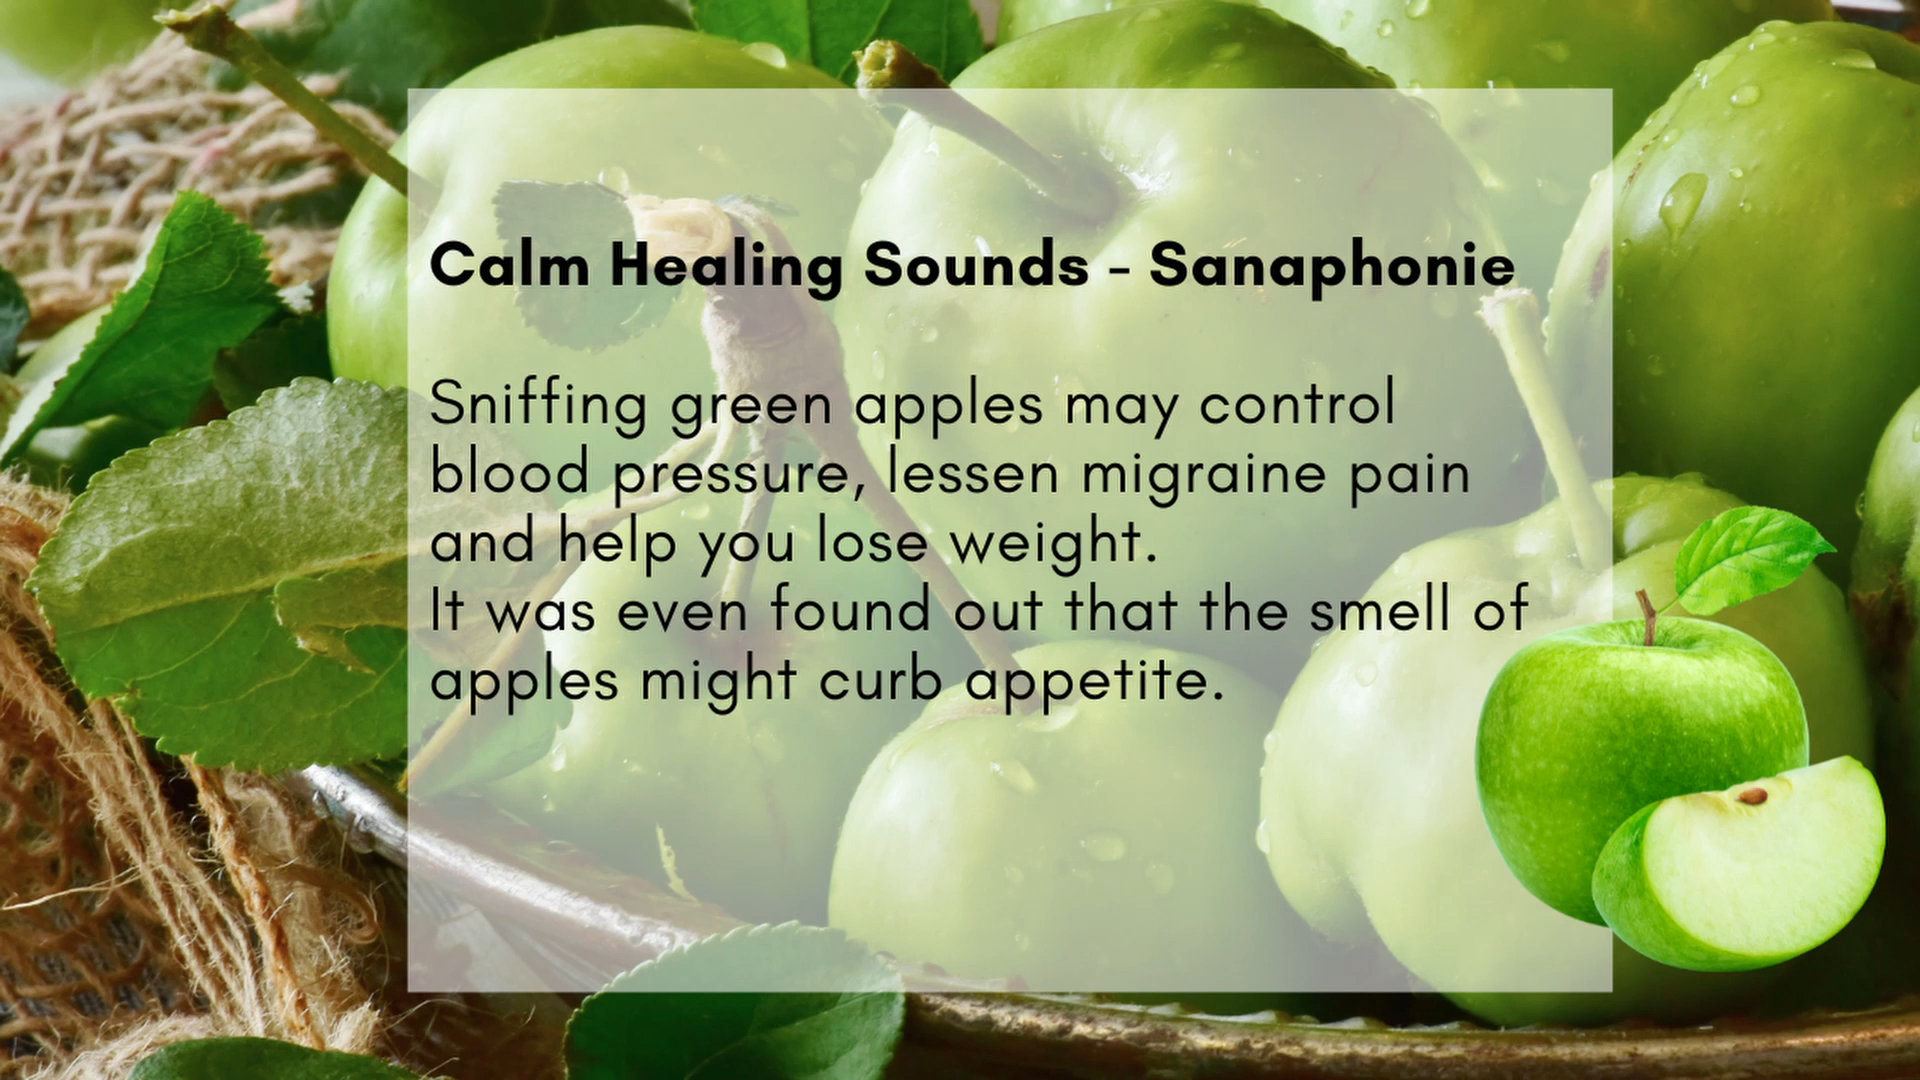 Calm Healing Sounds - Sanaphonie
Sniffing green apples may control
blood pressure, lessen migraine pain
and help you lose weight.
It was even found out that the smell of
apples might curb appetite.